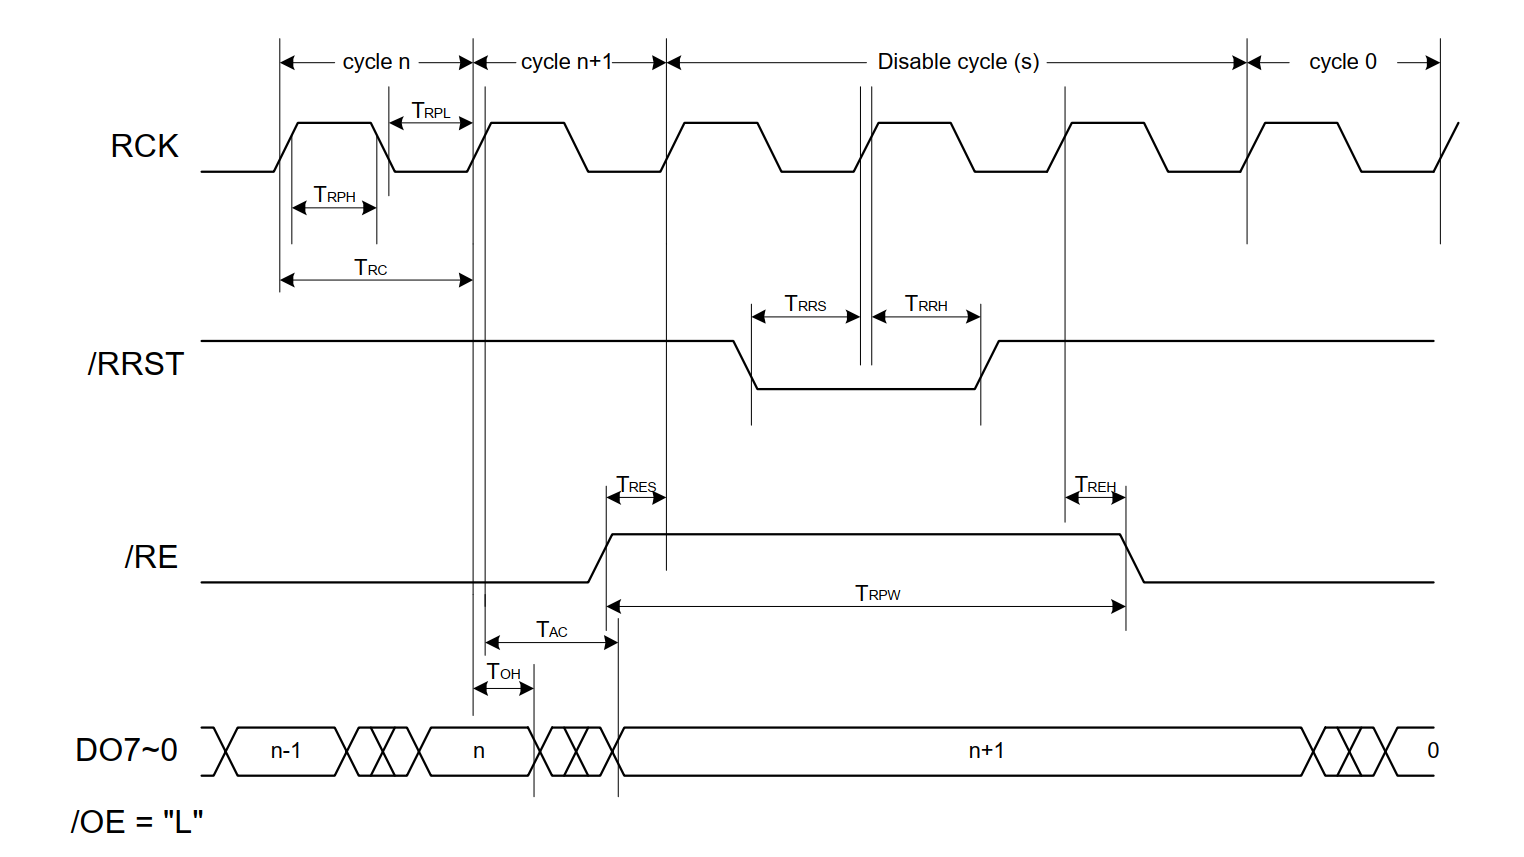 cycle n cycle n+1 Disable cycle (s) cycle 0
TRPL
RCK
TRPH
TRC
TRRS TRRH
/RRST
TRES TREH
/RE
TRPW
TAC
TOH
DO7~0 n-1 n n+1 0
/OE = "L"